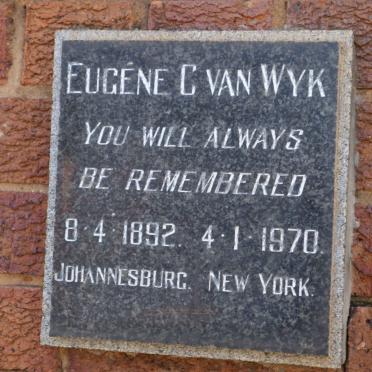 EUGÉNE C VAN WYK
YOU WILL ALWAYS
BE REMEMBERED
8·4·1892. 4·1·1970.
JOHANNESBURG. NEW YORK.